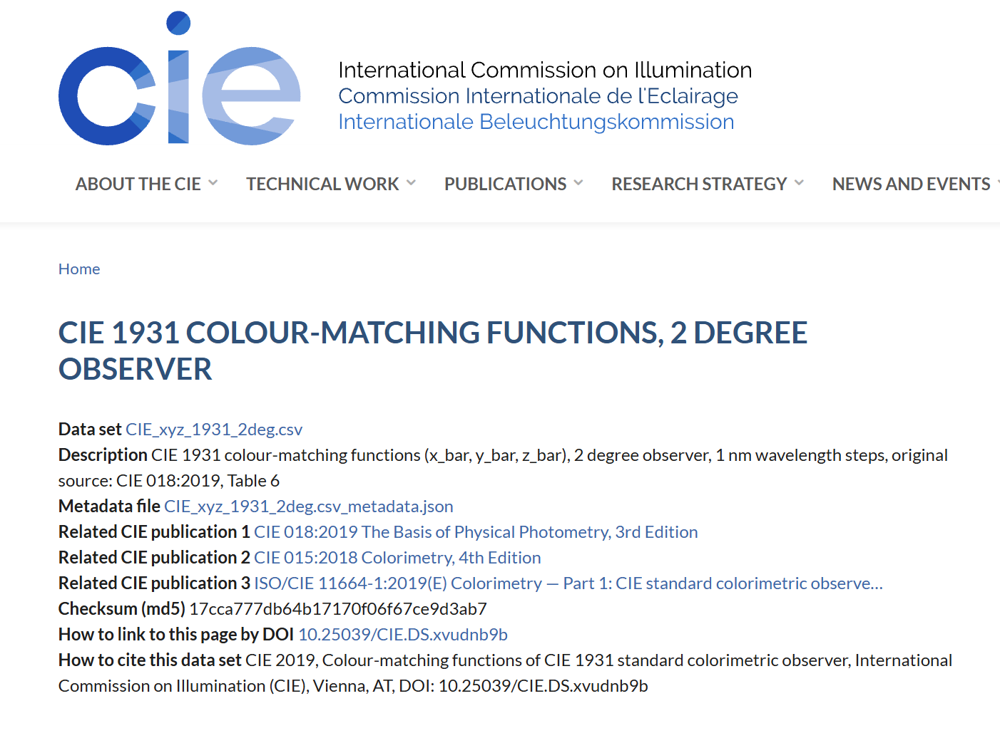 cie
International Commission on Illumination
Commission Internationale de l'Eclairage
Internationale Beleuchtungskommission
ABOUT THE CIE TECHNICAL WORK PUBLICATIONS RESEARCH STRATEGY NEWS AND EVENTS
Home
CIE 1931 COLOUR-MATCHING FUNCTIONS, 2 DEGREE
OBSERVER
Data set CIE_xyz_1931_2deg.csv
Description CIE 1931 colour-matching functions (x_bar, y_bar, z_bar), 2 degree observer, 1 nm wavelength steps, original
source: CIE 018:2019, Table 6
Metadata file CIE_xyz_1931_2deg.csv_metadata.json
Related CIE publication 1 CIE 018:2019 The Basis of Physical Photometry, 3rd Edition
Related CIE publication 2 CIE 015:2018 Colorimetry, 4th Edition
Related CIE publication 3 ISO/CIE 11664-1:2019(E) Colorimetry — Part 1: CIE standard colorimetric observe...
Checksum (md5) 17cca777db64b17170f06f67ce9d3ab7
How to link to this page by DOI 10.25039/CIE.DS.xvudnb9b
How to cite this data set CIE 2019, Colour-matching functions of CIE 1931 standard colorimetric observer, International
Commission on Illumination (CIE), Vienna, AT, DOI: 10.25039/CIE.DS.xvudnb9b